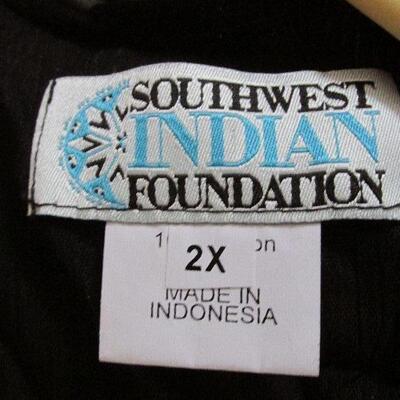 SOUTHWEST
INDIAN
FOUNDATION
2X
MADE IN
INDONESIA